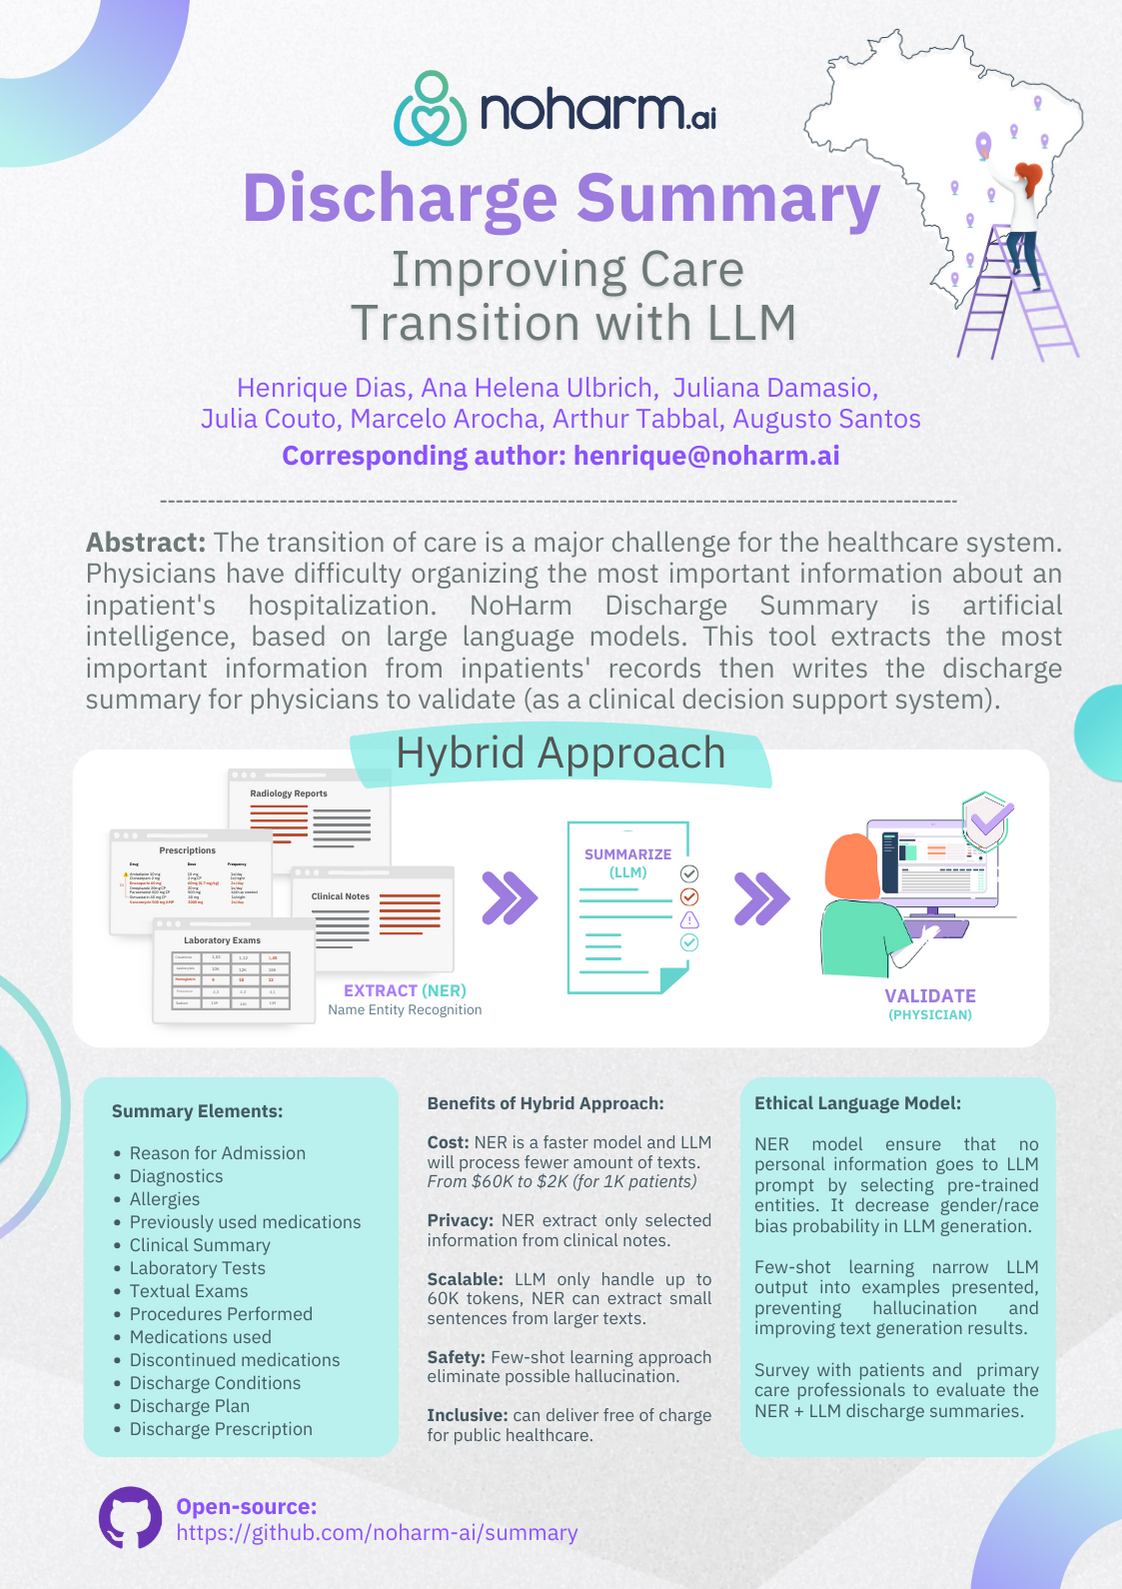 noharm.ai
Discharge Summary
Improving Care
Transition with LLM
Henrique Dias, Ana Helena Ulbrich, Juliana Damasio,
Julia Couto, Marcelo Arocha, Arthur Tabbal, Augusto Santos
Corresponding author: henrique@noharm.ai
Abstract: The transition of care is a major challenge for the healthcare system.
Physicians have difficulty organizing the most important information about an
inpatient's hospitalization. NoHarm Discharge Summary is artificial
intelligence, based on large language models. This tool extracts the most
important information from inpatients' records then writes the discharge
summary for physicians to validate (as a clinical decision support system).
Hybrid Approach
Radiology Reports
Prescriptions
Drug Dose Frequency
Clinical Notes
Laboratory Exams
EXTRACT (NER)
Name Entity Recognition
SUMMARIZE
(LLM)
VALIDATE
(PHYSICIAN)
Summary Elements:
• Reason for Admission
• Diagnostics
• Allergies
• Previously used medications
• Clinical Summary
• Laboratory Tests
• Textual Exams
• Procedures Performed
• Medications used
• Discontinued medications
• Discharge Conditions
• Discharge Plan
• Discharge Prescription
Benefits of Hybrid Approach:
Cost: NER is a faster model and LLM
will process fewer amount of texts.
From $60K to $2K (for 1K patients)
Privacy: NER extract only selected
information from clinical notes.
Scalable: LLM only handle up to
60K tokens, NER can extract small
sentences from larger texts.
Safety: Few-shot learning approach
eliminate possible hallucination.
Inclusive: can deliver free of charge
for public healthcare.
Ethical Language Model:
NER model ensure that no
personal information goes to LLM
prompt by selecting pre-trained
entities. It decrease gender/race
bias probability in LLM generation.
Few-shot learning narrow LLM
output into examples presented,
preventing hallucination and
improving text generation results.
Survey with patients and primary
care professionals to evaluate the
NER + LLM discharge summaries.
Open-source:
https://github.com/noharm-ai/summary